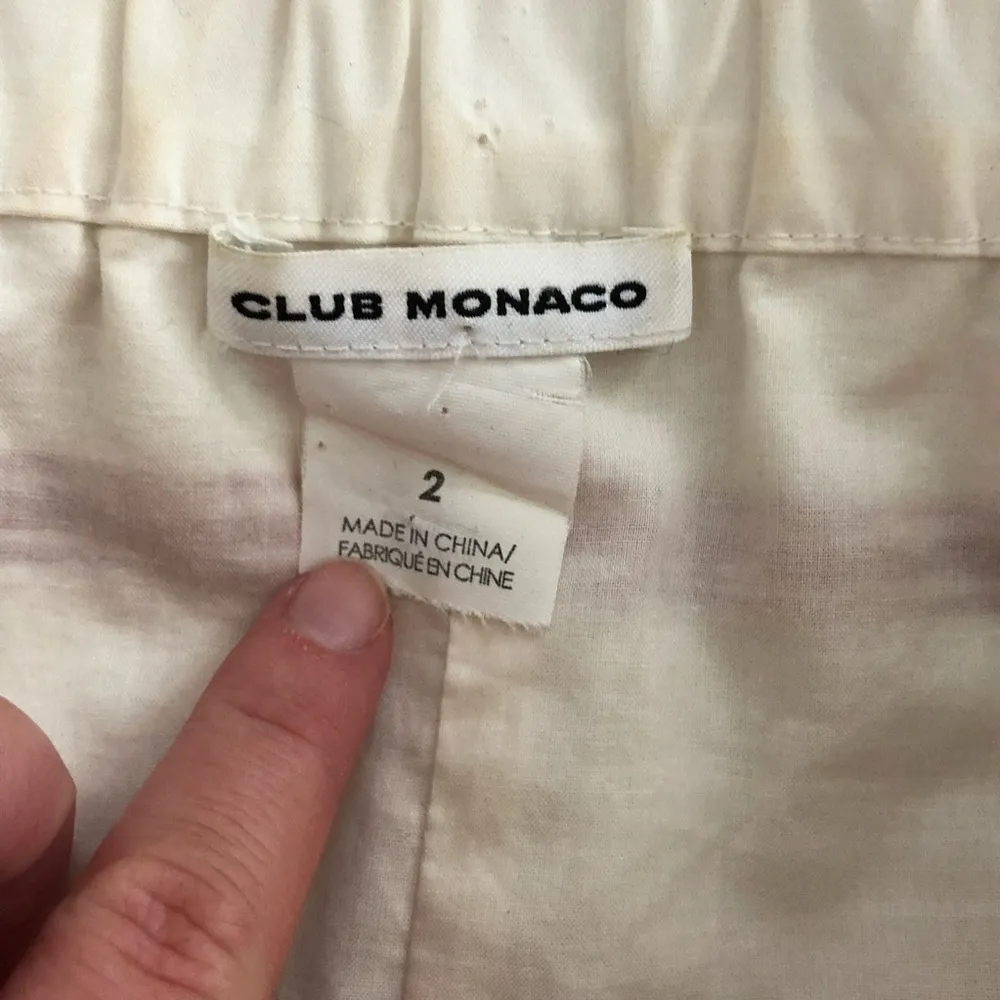 CLUB MONACO
2
MADE IN CHINA/
FABRIQUÉ EN CHINE